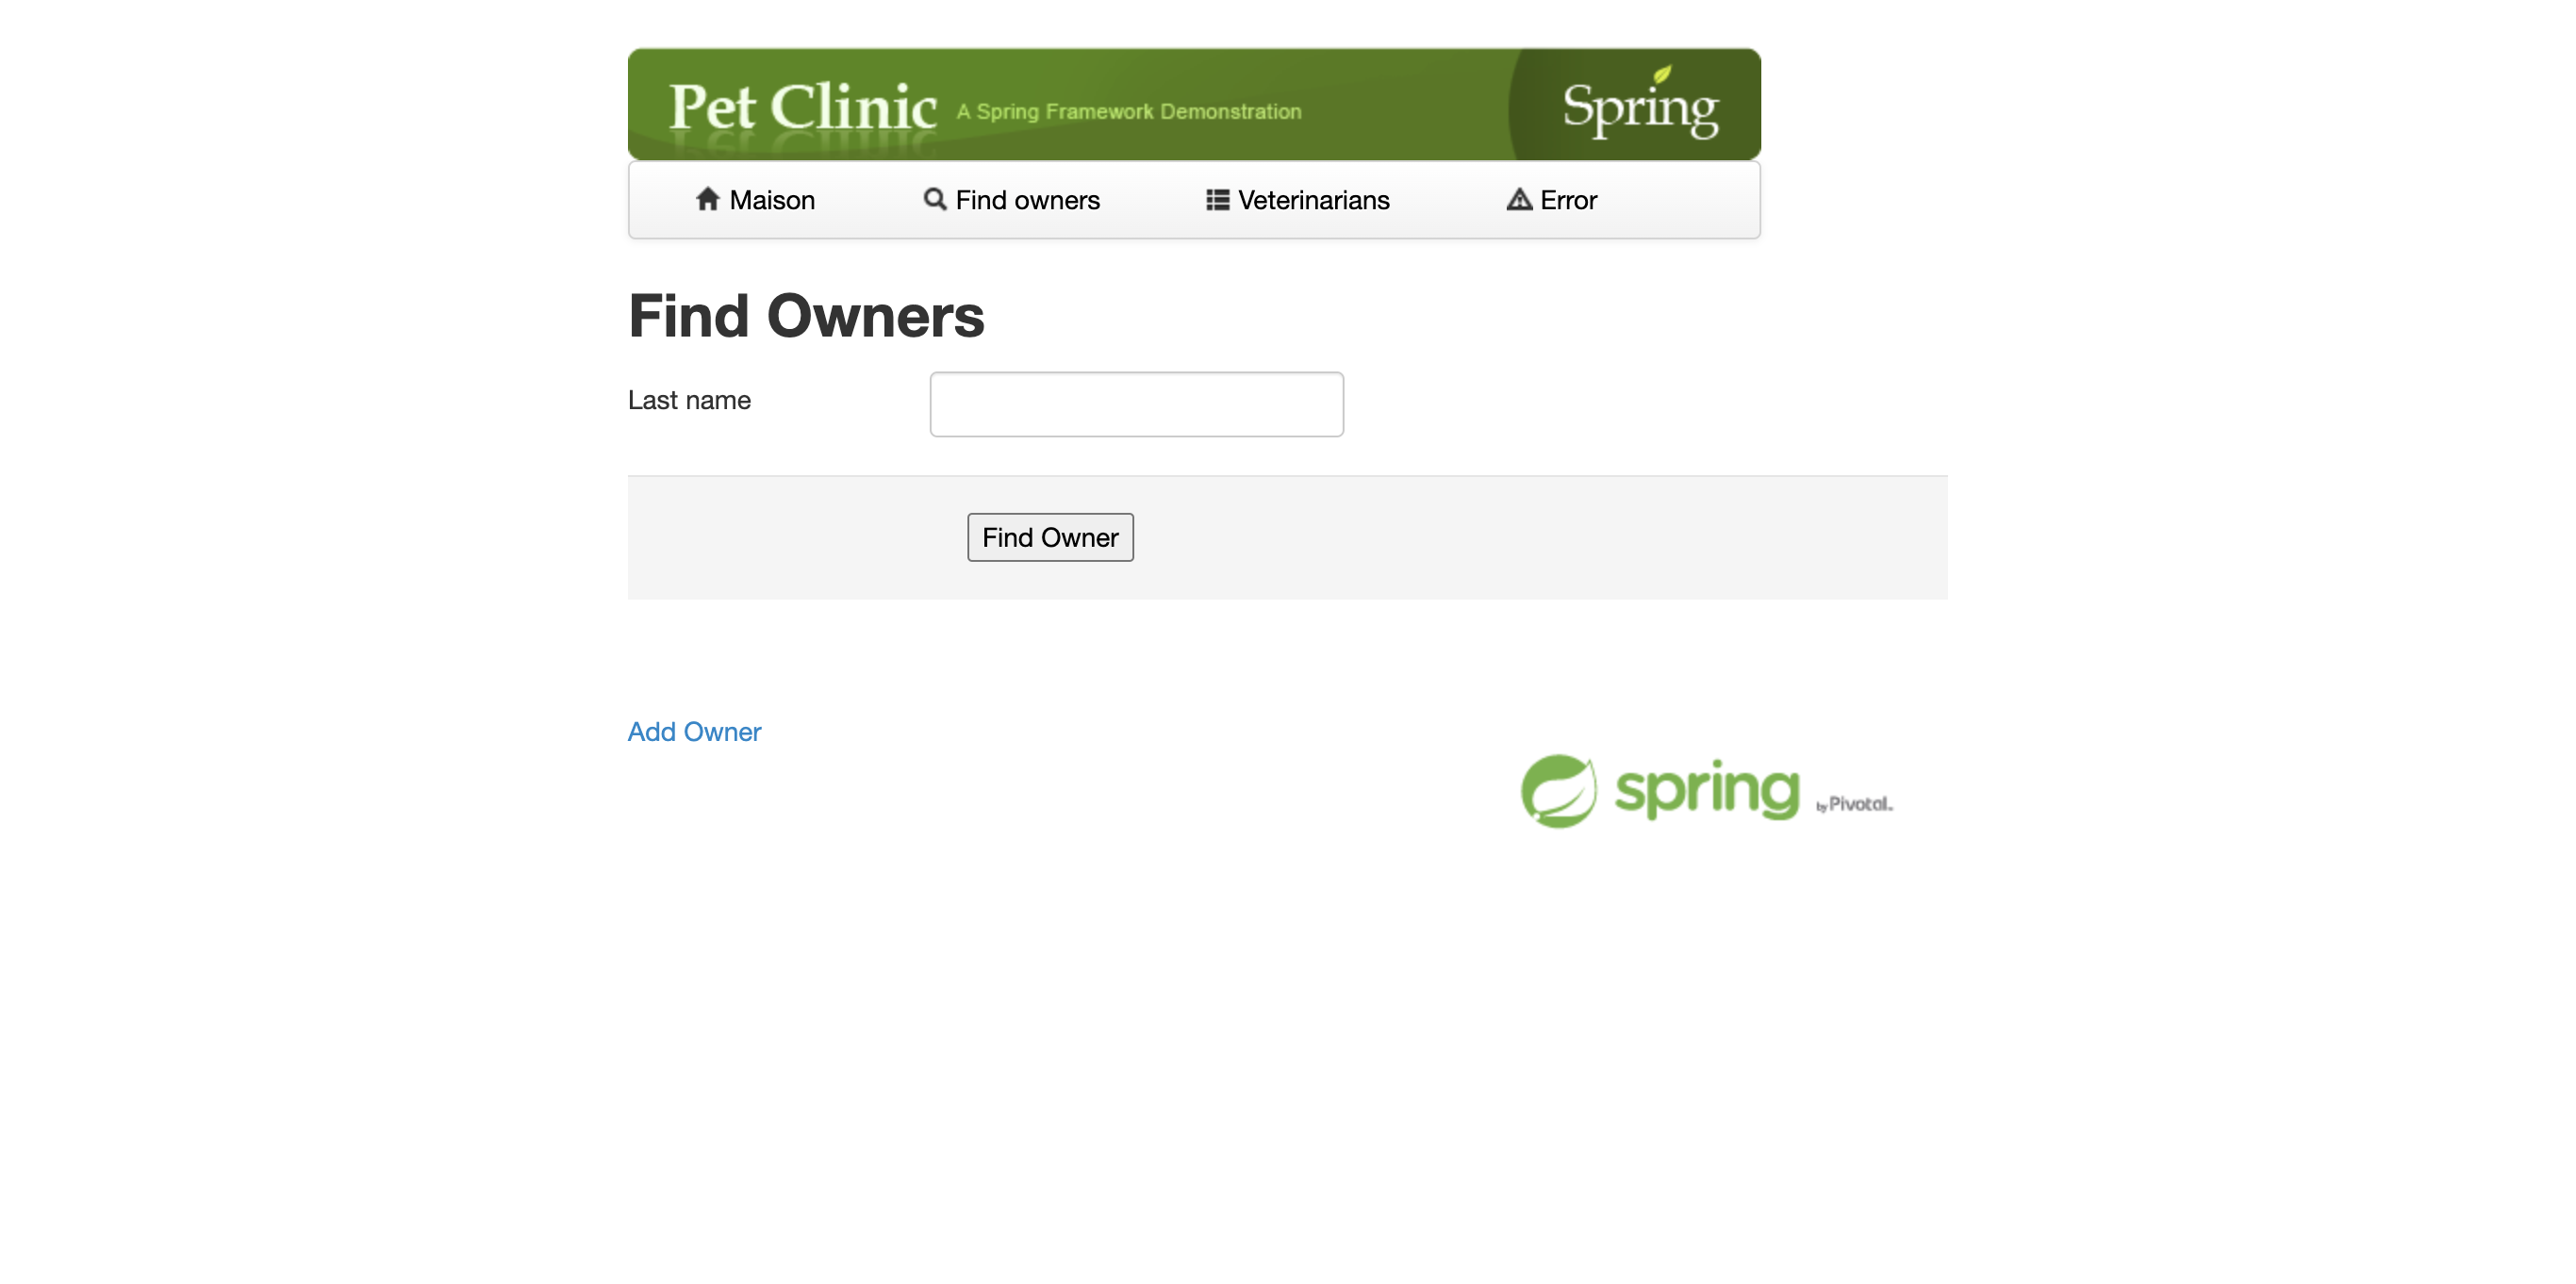 Pet Clinic A Spring Framework Demonstration Spring
Maison Find owners Veterinarians Error
Find Owners
Last name
Find Owner
Add Owner
spring by Pivotal™